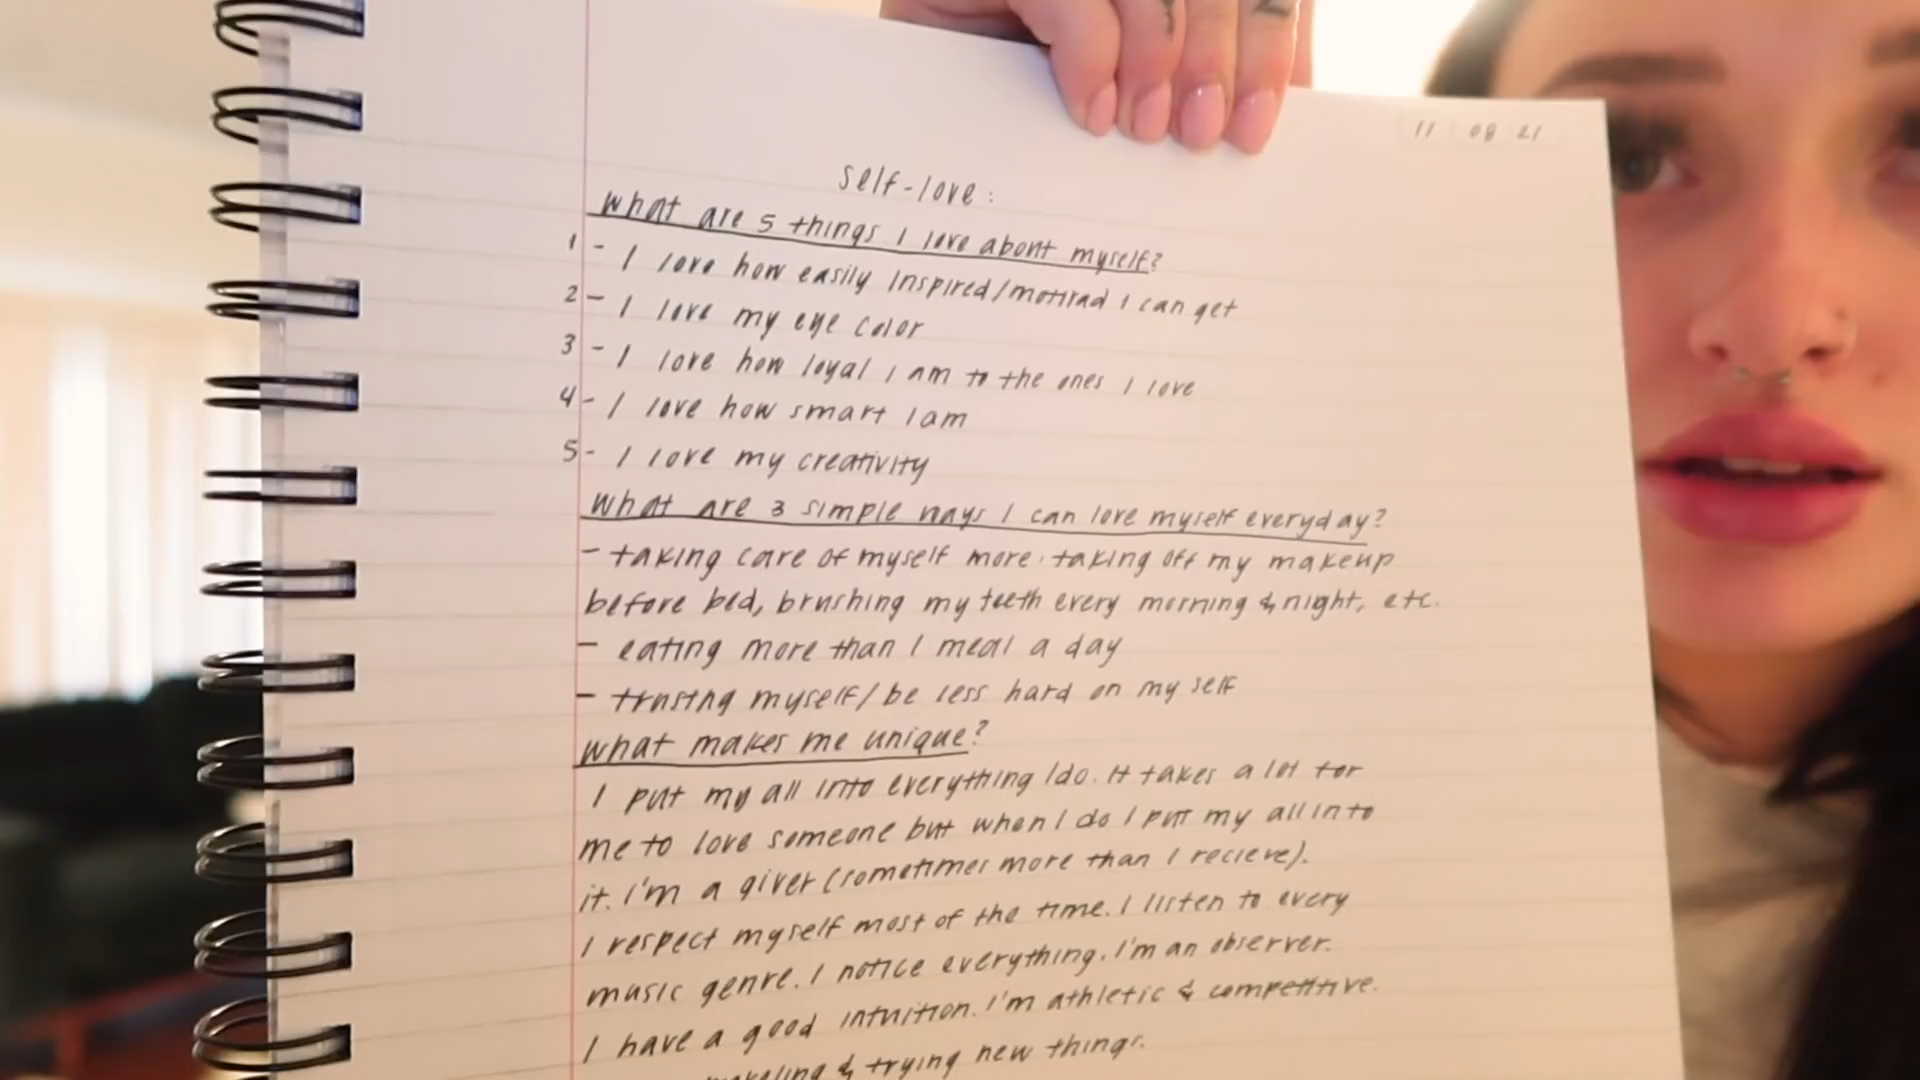 11 08 21
self-love:
what are 5 things I love about myself?
1 - I love how easily inspired/motivad I can get
2 - I love my eye color
3 - I love how loyal I am to the ones I love
4 - I love how smart I am
5 - I love my creativity
what are 3 simple ways I can love myself everyday?
- taking care of myself more. taking off my makeup
before bed, brushing my teeth every morning & night, etc.
- eating more than 1 meal a day
- trusting myself/be less hard on my self
what makes me unique?
I put my all into everything I do. It takes a lot for
me to love someone but when I do I put my all into
it. I'm a giver (sometimes more than I recieve).
I respect myself most of the time. I listen to every
music genre. I notice everything. I'm an observer.
I have a good intuition. I'm athletic & competitive.
& trying new things.